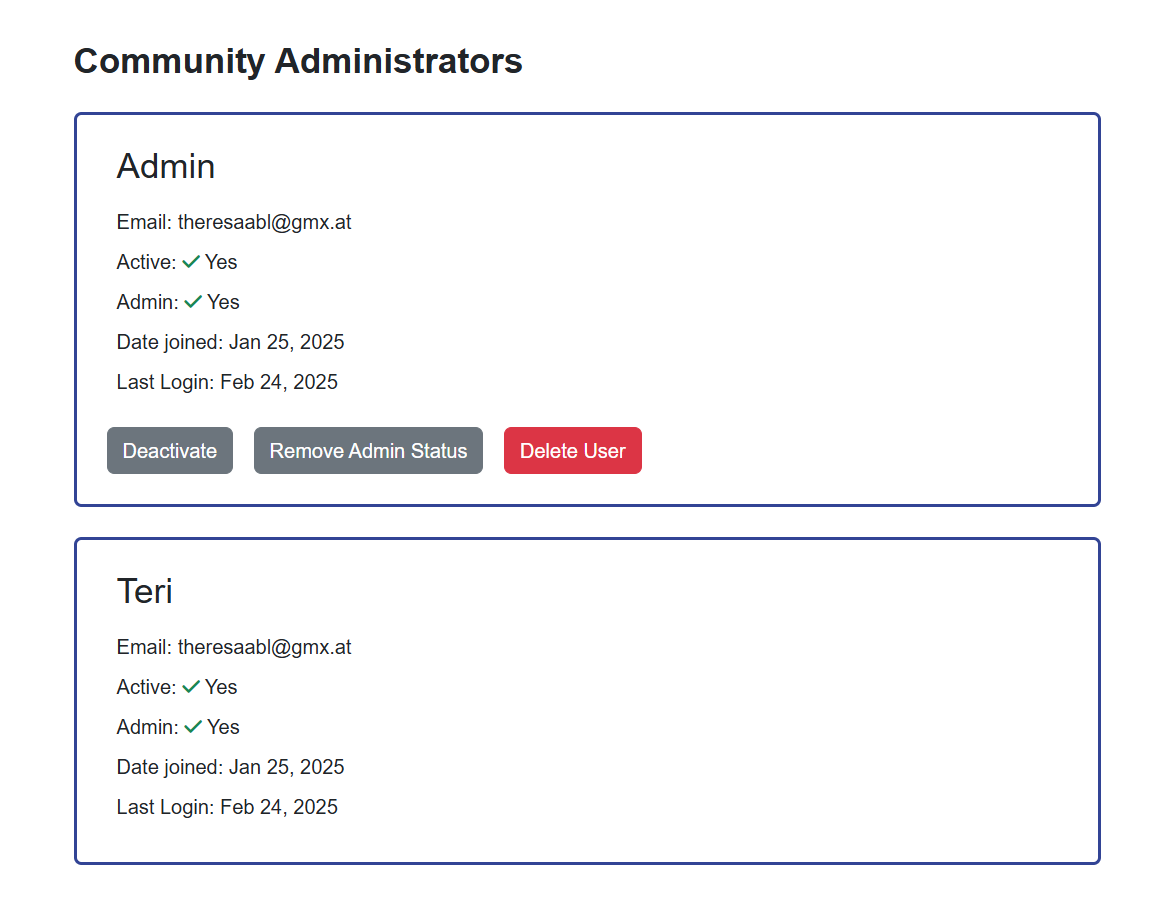 Community Administrators
Admin
Email: theresaabl@gmx.at
Active: ✓ Yes
Admin: ✓ Yes
Date joined: Jan 25, 2025
Last Login: Feb 24, 2025
Deactivate Remove Admin Status Delete User
Teri
Email: theresaabl@gmx.at
Active: ✓ Yes
Admin: ✓ Yes
Date joined: Jan 25, 2025
Last Login: Feb 24, 2025